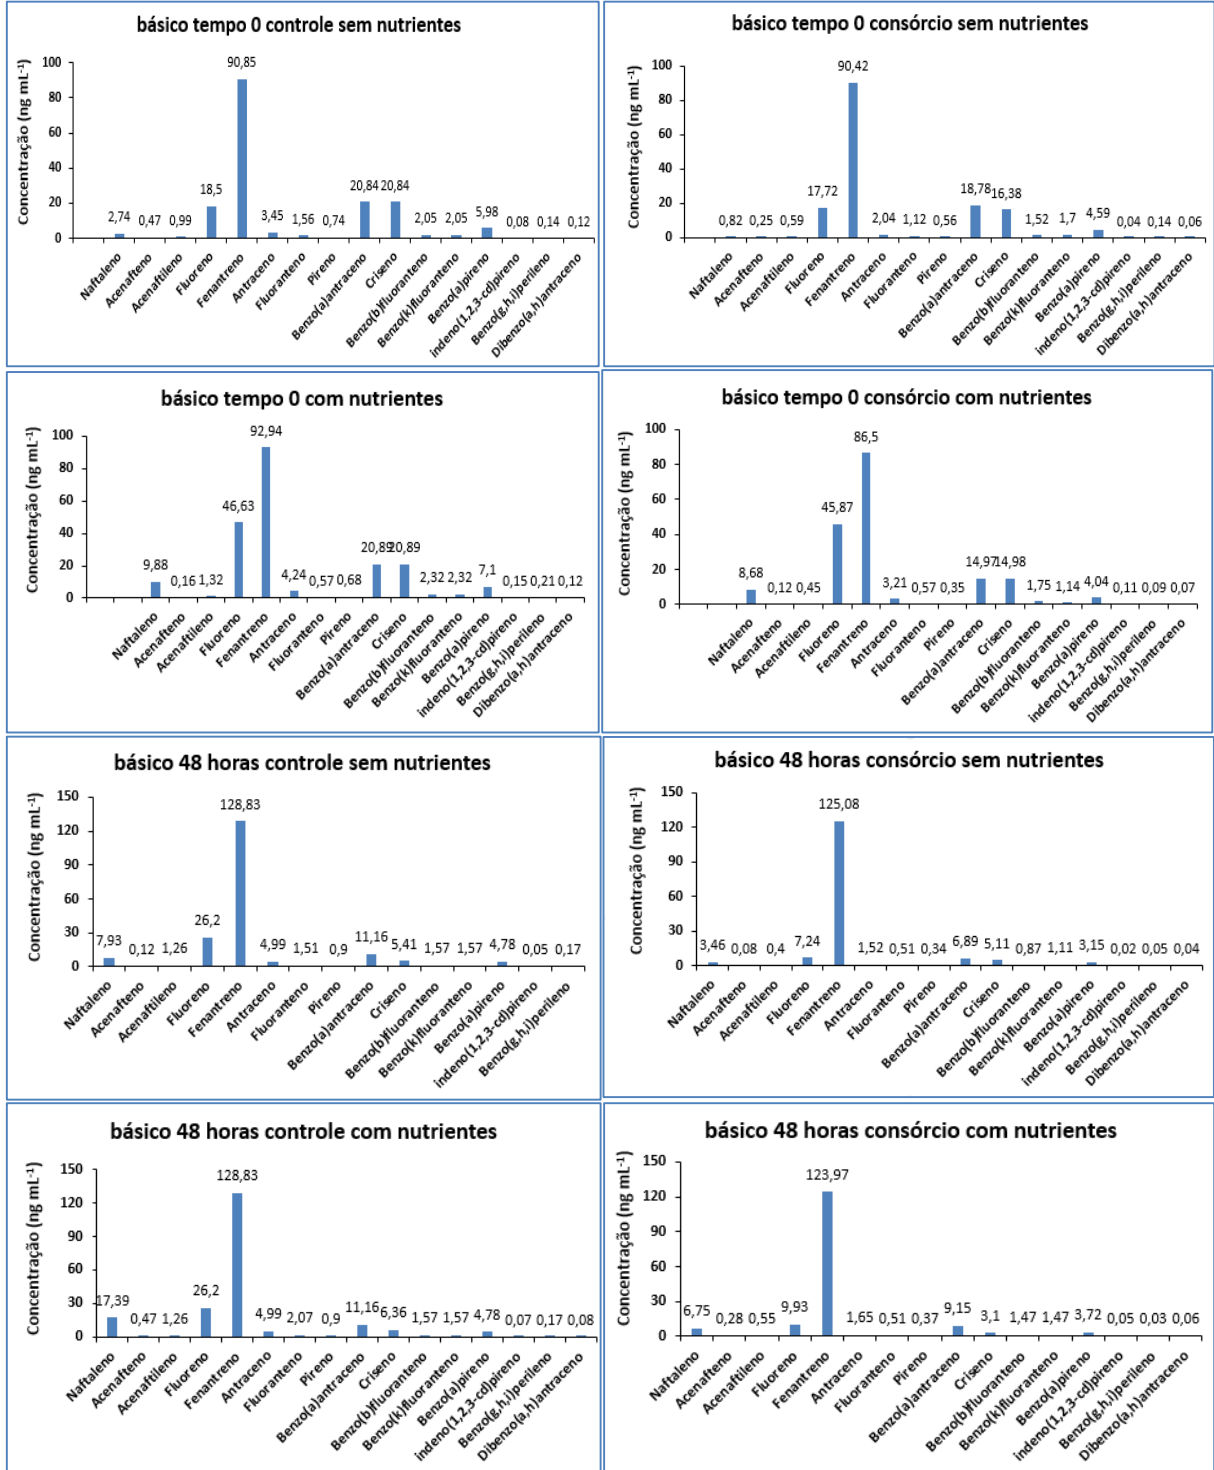 básico tempo 0 controle sem nutrientes
Concentração (ng mL⁻¹)
100
80
60
40
20
0
2,74
0,47
0,99
18,5
90,85
3,45
1,56
0,74
20,84
20,84
2,05
2,05
5,98
0,08
0,14
0,12
Naftaleno
Acenafteno
Acenaftileno
Fluoreno
Fenantreno
Antraceno
Fluoranteno
Pireno
Benzo(a)antraceno
Criseno
Benzo(b)fluoranteno
Benzo(k)fluoranteno
Benzo(a)pireno
indeno(1,2,3-cd)pireno
Benzo(g,h,i)perileno
Dibenzo(a,h)antraceno
básico tempo 0 consórcio sem nutrientes
Concentração (ng mL⁻¹)
100
80
60
40
20
0
0,82
0,25
0,59
17,72
90,42
2,04
1,12
0,56
18,78
16,38
1,52
1,7
4,59
0,04
0,14
0,06
Naftaleno
Acenafteno
Acenaftileno
Fluoreno
Fenantreno
Antraceno
Fluoranteno
Pireno
Benzo(a)antraceno
Criseno
Benzo(b)fluoranteno
Benzo(k)fluoranteno
Benzo(a)pireno
indeno(1,2,3-cd)pireno
Benzo(g,h,i)perileno
Dibenzo(a,h)antraceno
básico tempo 0 com nutrientes
Concentração (ng mL⁻¹)
100
80
60
40
20
0
9,88
0,16
1,32
46,63
92,94
4,24
0,57
0,68
20,89
20,89
2,32
2,32
7,1
0,15
0,21
0,12
Naftaleno
Acenafteno
Acenaftileno
Fluoreno
Fenantreno
Antraceno
Fluoranteno
Pireno
Benzo(a)antraceno
Criseno
Benzo(b)fluoranteno
Benzo(k)fluoranteno
Benzo(a)pireno
indeno(1,2,3-cd)pireno
Benzo(g,h,i)perileno
Dibenzo(a,h)antraceno
básico tempo 0 consórcio com nutrientes
Concentração (ng mL⁻¹)
100
80
60
40
20
0
8,68
0,12
0,45
45,87
86,5
3,21
0,57
0,35
14,97
14,98
1,75
1,14
4,04
0,11
0,09
0,07
Naftaleno
Acenafteno
Acenaftileno
Fluoreno
Fenantreno
Antraceno
Fluoranteno
Pireno
Benzo(a)antraceno
Criseno
Benzo(b)fluoranteno
Benzo(k)fluoranteno
Benzo(a)pireno
indeno(1,2,3-cd)pireno
Benzo(g,h,i)perileno
Dibenzo(a,h)antraceno
básico 48 horas controle sem nutrientes
Concentração (ng mL⁻¹)
150
120
90
60
30
0
7,93
0,12
1,26
26,2
128,83
4,99
1,51
0,9
11,16
5,41
1,57
1,57
4,78
0,05
0,17
Naftaleno
Acenafteno
Acenaftileno
Fluoreno
Fenantreno
Antraceno
Fluoranteno
Pireno
Benzo(a)antraceno
Criseno
Benzo(b)fluoranteno
Benzo(k)fluoranteno
Benzo(a)pireno
indeno(1,2,3-cd)pireno
Benzo(g,h,i)perileno
básico 48 horas consórcio sem nutrientes
Concentração (ng mL⁻¹)
150
120
90
60
30
0
3,46
0,08
0,4
7,24
125,08
1,52
0,51
0,34
6,89
5,11
0,87
1,11
3,15
0,02
0,05
0,04
Naftaleno
Acenafteno
Acenaftileno
Fluoreno
Fenantreno
Antraceno
Fluoranteno
Pireno
Benzo(a)antraceno
Criseno
Benzo(b)fluoranteno
Benzo(k)fluoranteno
Benzo(a)pireno
indeno(1,2,3-cd)pireno
Benzo(g,h,i)perileno
Dibenzo(a,h)antraceno
básico 48 horas controle com nutrientes
Concentração (ng mL⁻¹)
150
120
90
60
30
0
17,39
0,47
1,26
26,2
128,83
4,99
2,07
0,9
11,16
6,36
1,57
1,57
4,78
0,07
0,17
0,08
Naftaleno
Acenafteno
Acenaftileno
Fluoreno
Fenantreno
Antraceno
Fluoranteno
Pireno
Benzo(a)antraceno
Criseno
Benzo(b)fluoranteno
Benzo(k)fluoranteno
Benzo(a)pireno
indeno(1,2,3-cd)pireno
Benzo(g,h,i)perileno
Dibenzo(a,h)antraceno
básico 48 horas consórcio com nutrientes
Concentração (ng mL⁻¹)
150
120
90
60
30
0
6,75
0,28
0,55
9,93
123,97
1,65
0,51
0,37
9,15
3,1
1,47
1,47
3,72
0,05
0,03
0,06
Naftaleno
Acenafteno
Acenaftileno
Fluoreno
Fenantreno
Antraceno
Fluoranteno
Pireno
Benzo(a)antraceno
Criseno
Benzo(b)fluoranteno
Benzo(k)fluoranteno
Benzo(a)pireno
indeno(1,2,3-cd)pireno
Benzo(g,h,i)perileno
Dibenzo(a,h)antraceno